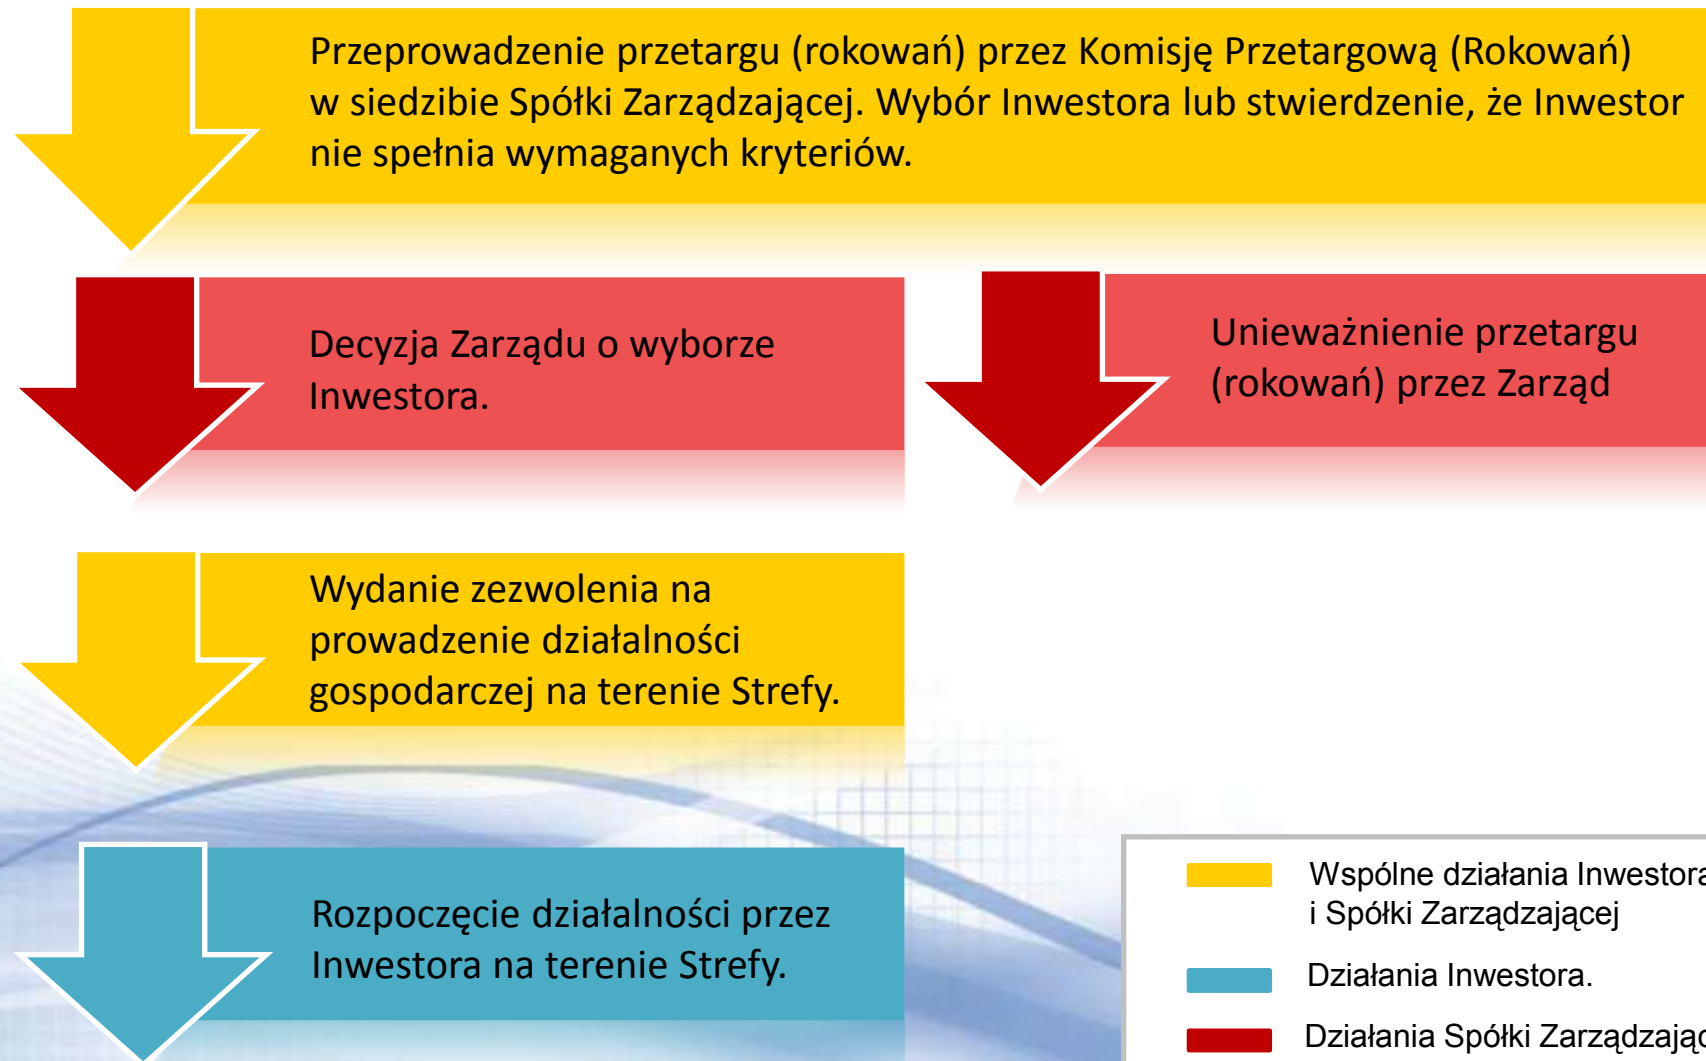 Przeprowadzenie przetargu (rokowań) przez Komisję Przetargową (Rokowań)
w siedzibie Spółki Zarządzającej. Wybór Inwestora lub stwierdzenie, że Inwestor
nie spełnia wymaganych kryteriów.
Decyzja Zarządu o wyborze
Inwestora.
Unieważnienie przetargu
(rokowań) przez Zarząd
Wydanie zezwolenia na
prowadzenie działalności
gospodarczej na terenie Strefy.
Rozpoczęcie działalności przez
Inwestora na terenie Strefy.
Wspólne działania Inwestora
i Spółki Zarządzającej
Działania Inwestora.
Działania Spółki